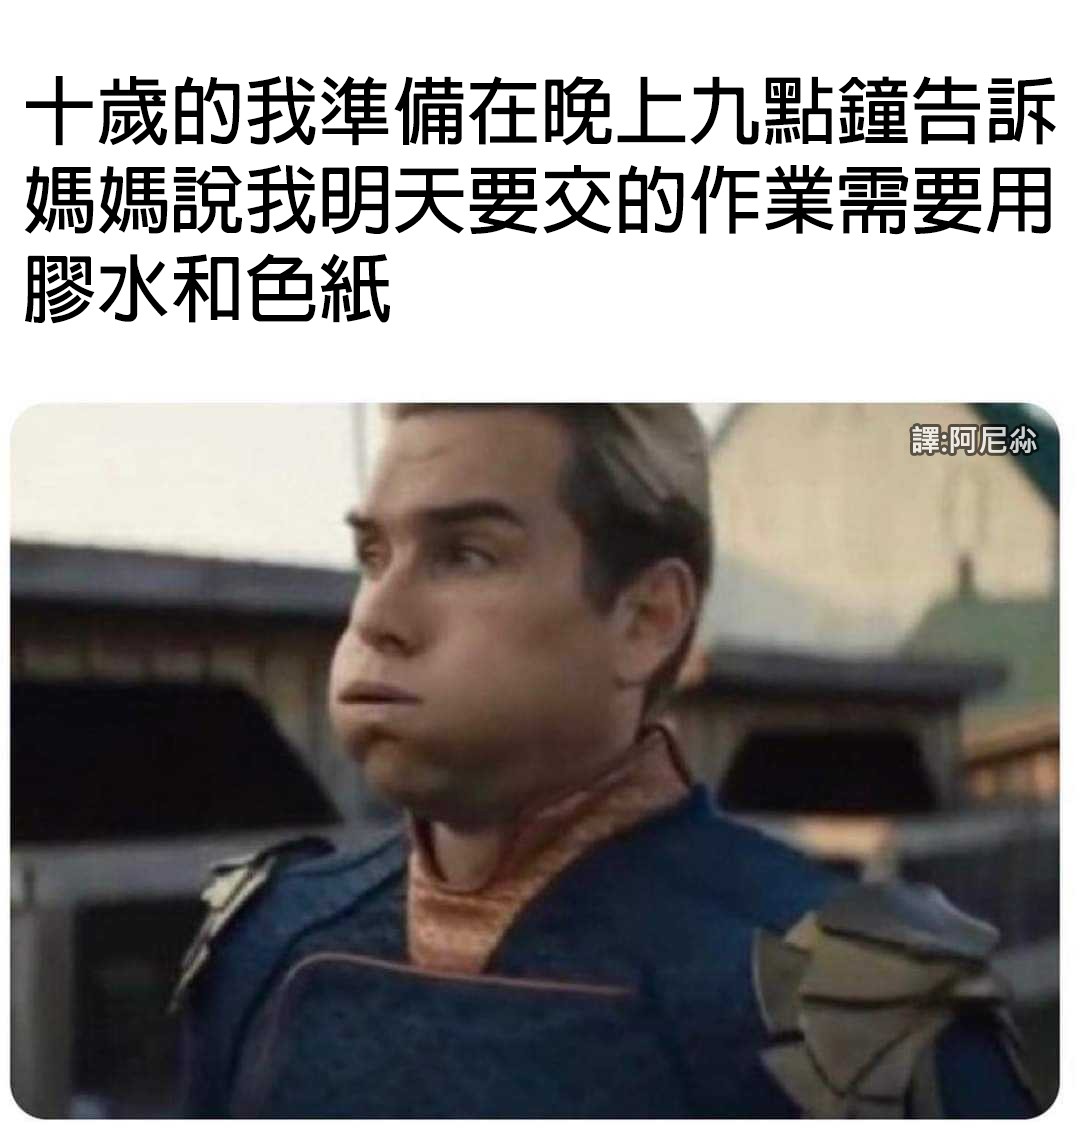 十歲的我準備在晚上九點鐘告訴
媽媽說我明天要交的作業需要用
膠水和色紙
譯:阿尼尛